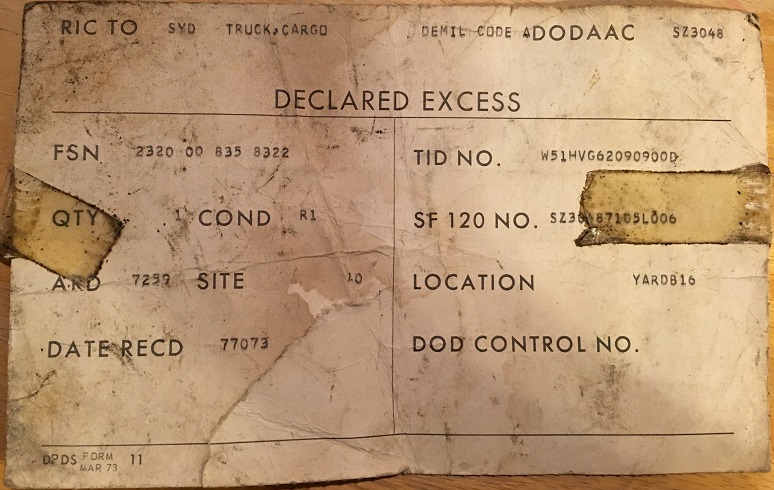 RIC TO SYD TRUCK,CARGO DEMIL CODE A DODAAC SZ3048
DECLARED EXCESS
FSN 2320 00 835 8322 TID NO. W51HVG62090900D
QTY 1 COND R1 SF 120 NO. 87105L006
ARD SITE LOCATION YARDB16
DATE RECD 77073 DOD CONTROL NO.
DPDS FORM MAR 73 11